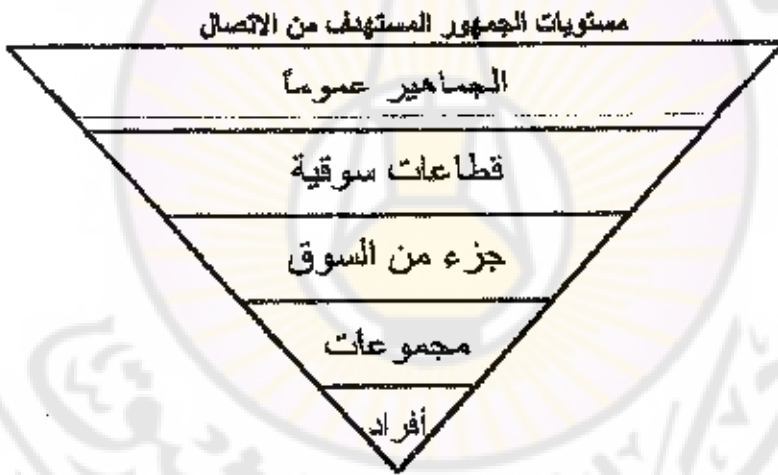 مستويات الجمهور المستهدف من الاتصال
الجماهير عموماً
قطاعات سوقية
جزء من السوق
مجموعات
أفراد